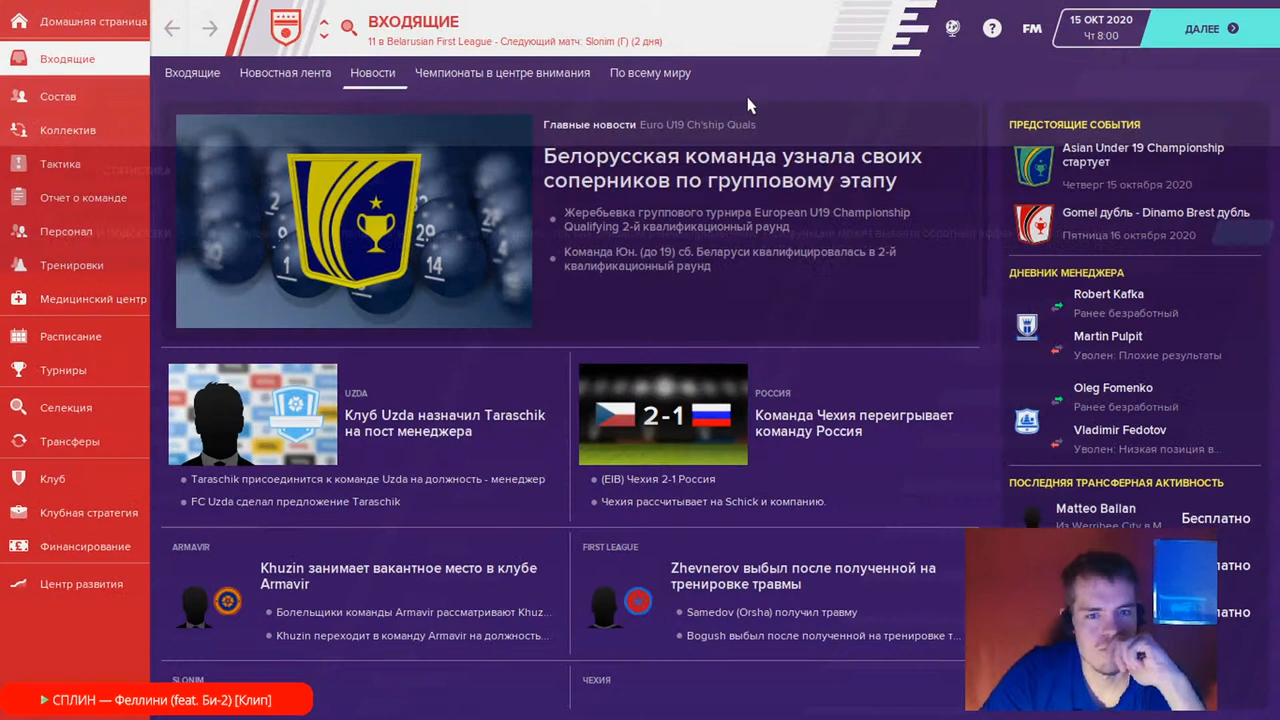 Домашняя страница
Входящие
Состав
Коллектив
Тактика
Отчет о команде
Персонал
Тренировки
Медицинский центр
Расписание
Турниры
Селекция
Трансферы
Клуб
Клубная стратегия
Финансирование
Центр развития
ВХОДЯЩИЕ
11 в Belarusian First League - Следующий матч: Slonim (Г) (2 дня)
FM
15 ОКТ 2020
Чт 8:00
ДАЛЕЕ
Входящие Новостная лента Новости Чемпионаты в центре внимания По всему миру
Главные новости Euro U19 Ch'ship Quals
Белорусская команда узнала своих
соперников по групповому этапу
Жеребьевка группового турнира European U19 Championship
Qualifying 2-й квалификационный раунд
Команда Юн. (до 19) сб. Беларуси квалифицировалась в 2-й
квалификационный раунд
29
1
14
UZDA
Клуб Uzda назначил Taraschik
на пост менеджера
Taraschik присоединится к команде Uzda на должность - менеджер
FC Uzda сделал предложение Taraschik
2-1
РОССИЯ
Команда Чехия переигрывает
команду Россия
(EIB) Чехия 2-1 Россия
Чехия рассчитывает на Schick и компанию.
ARMAVIR
Khuzin занимает вакантное место в клубе
Armavir
Болельщики команды Armavir рассматривают Khuz...
Khuzin переходит в команду Armavir на должность...
FIRST LEAGUE
Zhevnerov выбыл после полученной на
тренировке травмы
Samedov (Orsha) получил травму
Bogush выбыл после полученной на тренировке т...
SLONIM
ЧЕХИЯ
ПРЕДСТОЯЩИЕ СОБЫТИЯ
Asian Under 19 Championship
стартует
Четверг 15 октября 2020
Gomel дубль - Dinamo Brest дубль
Пятница 16 октября 2020
ДНЕВНИК МЕНЕДЖЕРА
Robert Kafka
Ранее безработный
Martin Pulpit
Уволен: Плохие результаты
Oleg Fomenko
Ранее безработный
Vladimir Fedotov
Уволен: Низкая позиция в...
ПОСЛЕДНЯЯ ТРАНСФЕРНАЯ АКТИВНОСТЬ
Matteo Ballan
Из Werribee City в М
Бесплатно
СПЛИН — Феллини (feat. Би-2) [Клип]